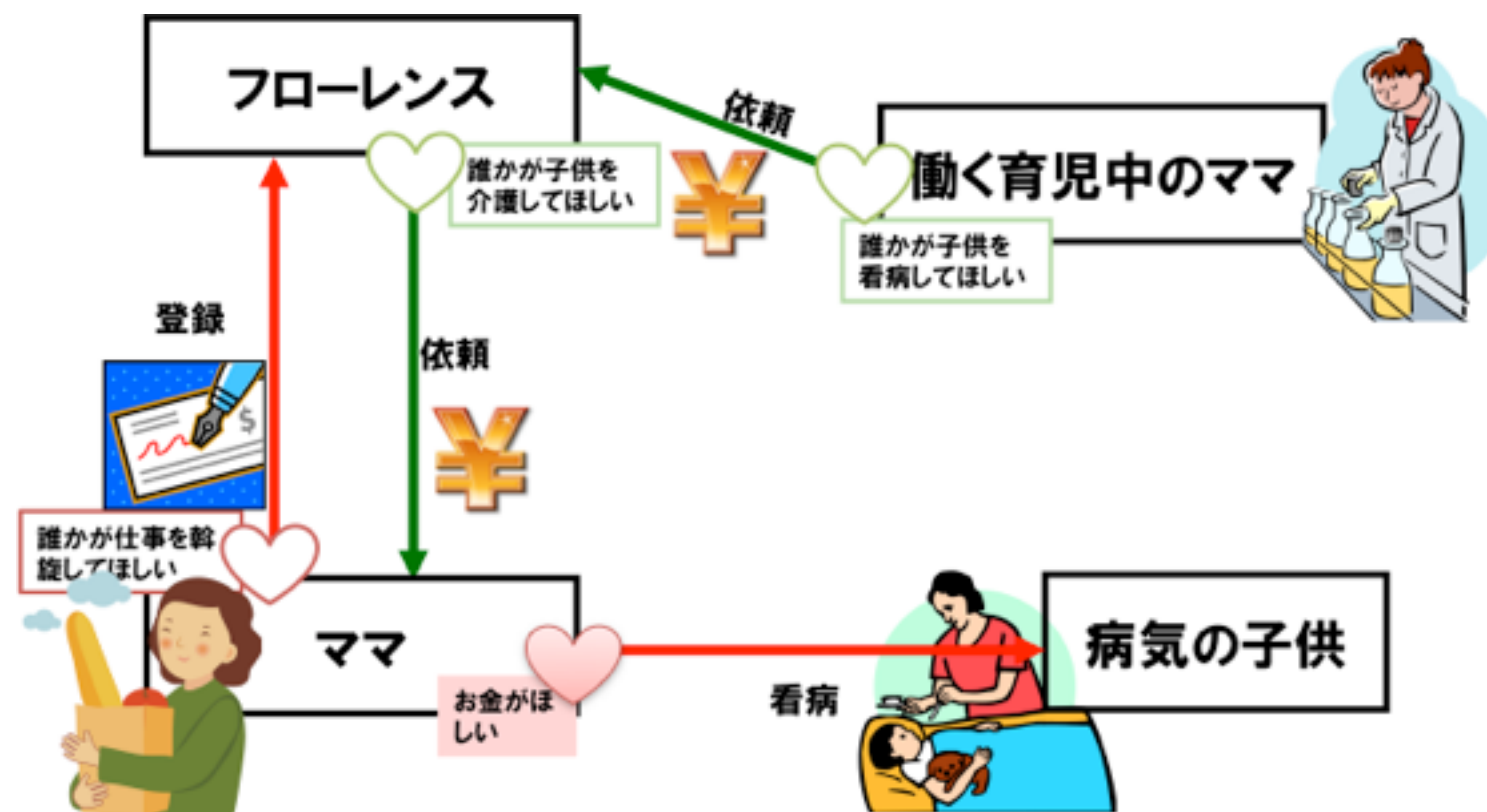 フローレンス
依頼
働く育児中のママ
誰かが子供を
介護してほしい
誰かが子供を
看病してほしい
登録
依頼
誰かが仕事を斡
旋してほしい
ママ
お金がほ
しい
看病
病気の子供